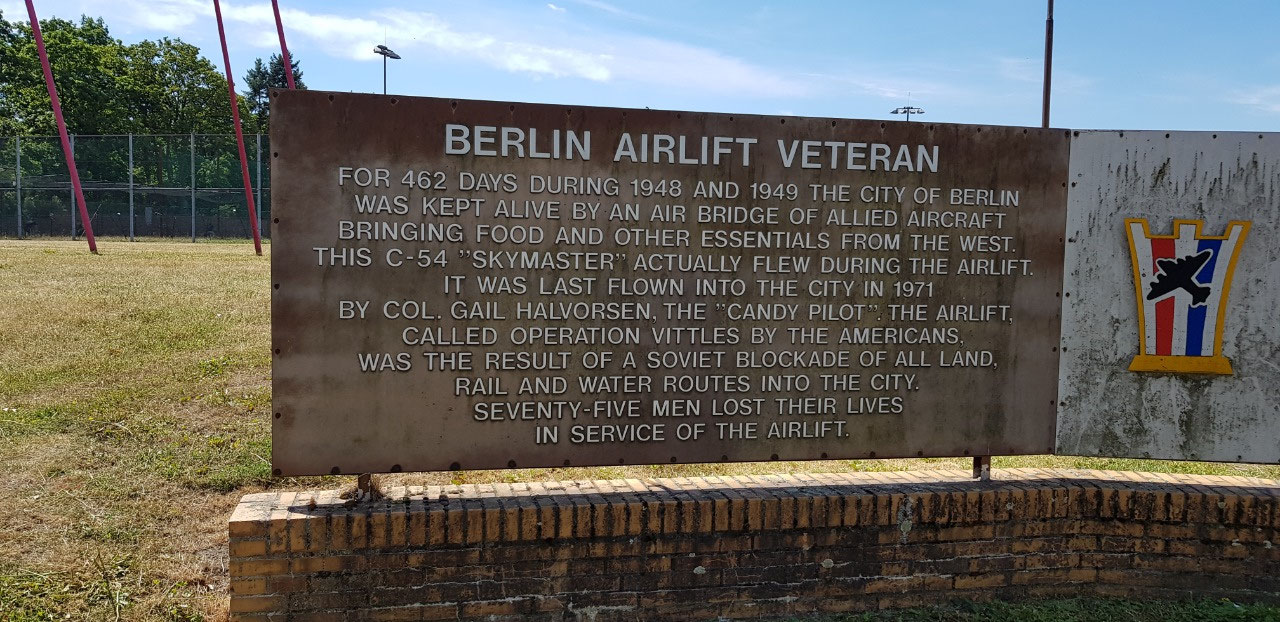 BERLIN AIRLIFT VETERAN
FOR 462 DAYS DURING 1948 AND 1949 THE CITY OF BERLIN
WAS KEPT ALIVE BY AN AIR BRIDGE OF ALLIED AIRCRAFT
BRINGING FOOD AND OTHER ESSENTIALS FROM THE WEST.
THIS C-54 "SKYMASTER" ACTUALLY FLEW DURING THE AIRLIFT.
IT WAS LAST FLOWN INTO THE CITY IN 1971
BY COL. GAIL HALVORSEN, THE "CANDY PILOT". THE AIRLIFT,
CALLED OPERATION VITTLES BY THE AMERICANS,
WAS THE RESULT OF A SOVIET BLOCKADE OF ALL LAND,
RAIL AND WATER ROUTES INTO THE CITY.
SEVENTY-FIVE MEN LOST THEIR LIVES
IN SERVICE OF THE AIRLIFT.